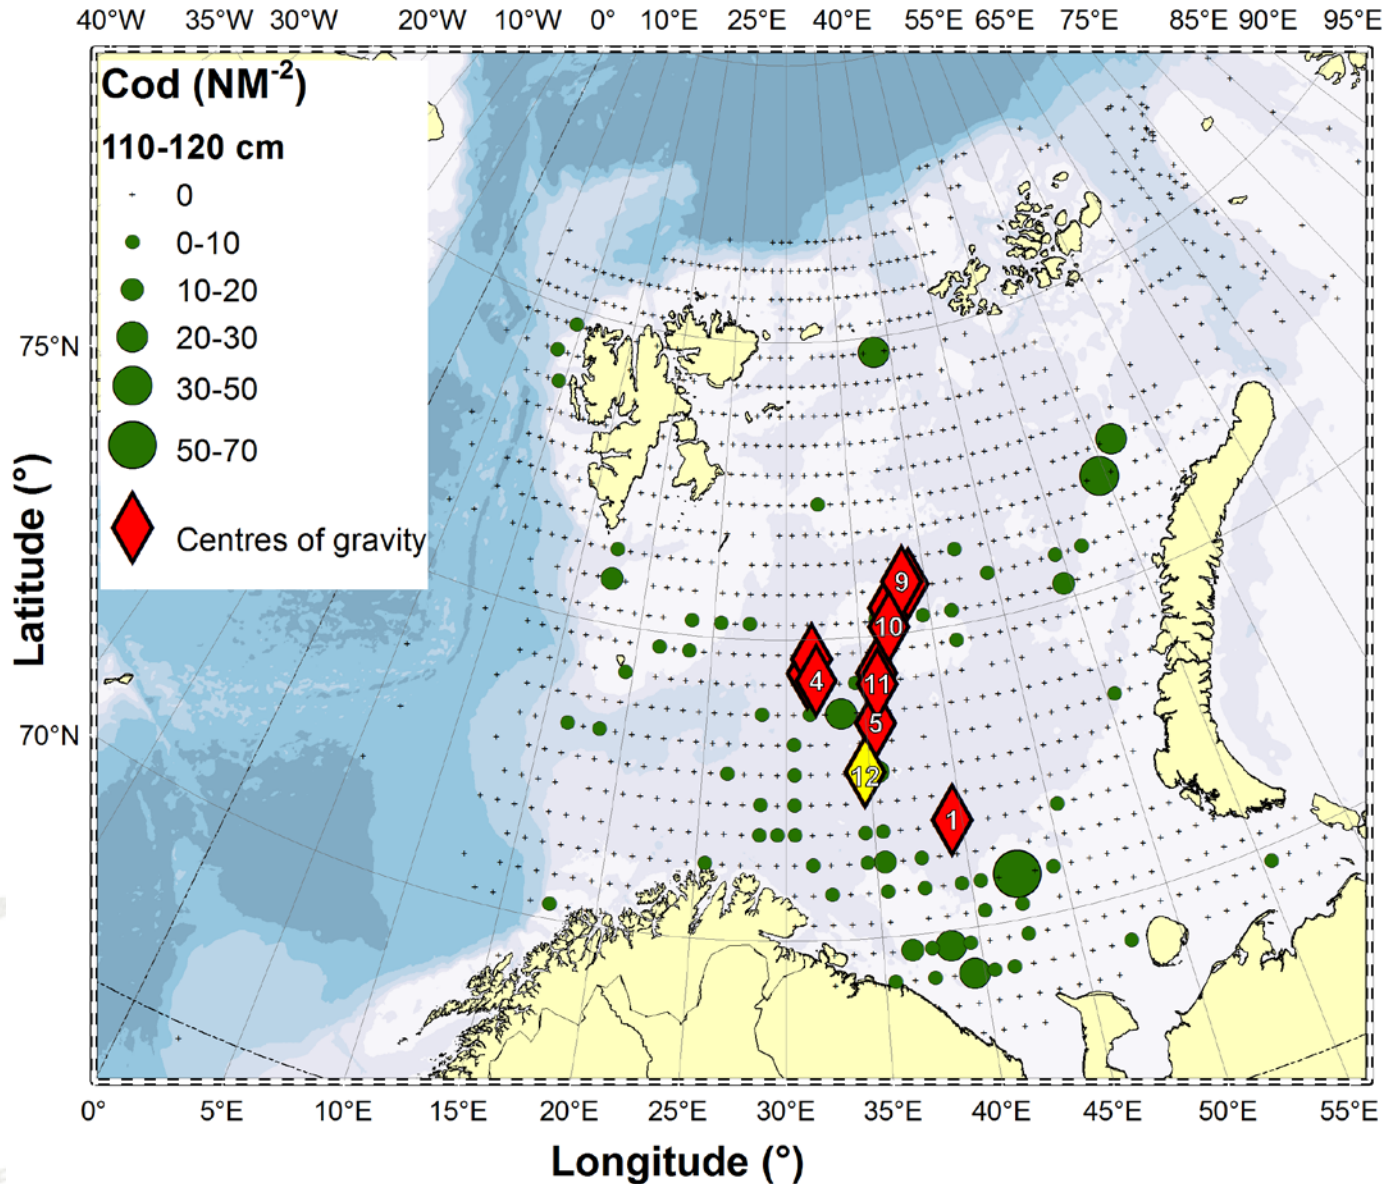 40°W 35°W 30°W 20°W 10°W 0° 10°E 25°E 40°E 55°E 65°E 75°E 85°E 90°E 95°E
Cod (NM-2)
110-120 cm
0
0-10
10-20
20-30
30-50
50-70
Centres of gravity
75°N
70°N
Latitude (°)
9
10
4
11
5
12
1
0° 5°E 10°E 15°E 20°E 25°E 30°E 35°E 40°E 45°E 50°E 55°E
Longitude (°)